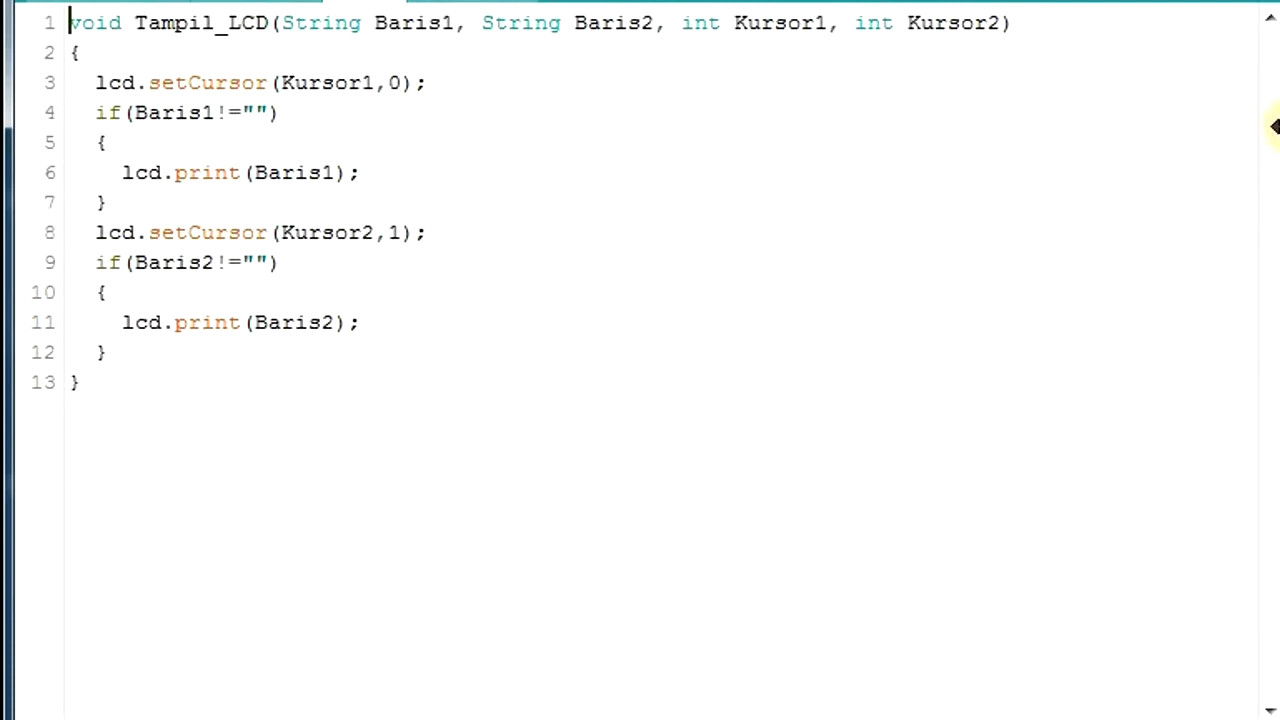 1 void Tampil_LCD(String Baris1, String Baris2, int Kursor1, int Kursor2)
2 {
3   lcd.setCursor(Kursor1,0);
4   if(Baris1!="")
5   {
6     lcd.print(Baris1);
7   }
8   lcd.setCursor(Kursor2,1);
9   if(Baris2!="")
10   {
11     lcd.print(Baris2);
12   }
13 }